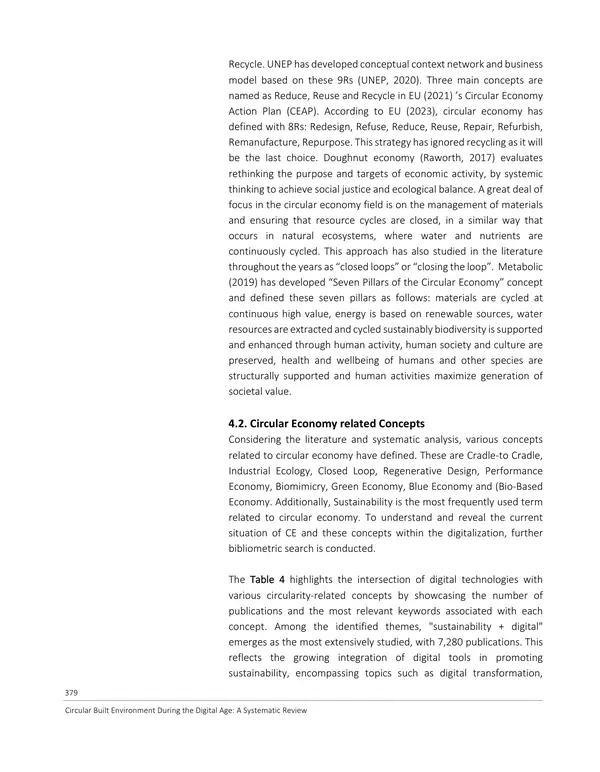 Recycle. UNEP has developed conceptual context network and business
model based on these 9Rs (UNEP, 2020). Three main concepts are
named as Reduce, Reuse and Recycle in EU (2021) 's Circular Economy
Action Plan (CEAP). According to EU (2023), circular economy has
defined with 8Rs: Redesign, Refuse, Reduce, Reuse, Repair, Refurbish,
Remanufacture, Repurpose. This strategy has ignored recycling as it will
be the last choice. Doughnut economy (Raworth, 2017) evaluates
rethinking the purpose and targets of economic activity, by systemic
thinking to achieve social justice and ecological balance. A great deal of
focus in the circular economy field is on the management of materials
and ensuring that resource cycles are closed, in a similar way that
occurs in natural ecosystems, where water and nutrients are
continuously cycled. This approach has also studied in the literature
throughout the years as “closed loops” or “closing the loop”. Metabolic
(2019) has developed “Seven Pillars of the Circular Economy” concept
and defined these seven pillars as follows: materials are cycled at
continuous high value, energy is based on renewable sources, water
resources are extracted and cycled sustainably biodiversity is supported
and enhanced through human activity, human society and culture are
preserved, health and wellbeing of humans and other species are
structurally supported and human activities maximize generation of
societal value.
4.2. Circular Economy related Concepts
Considering the literature and systematic analysis, various concepts
related to circular economy have defined. These are Cradle-to Cradle,
Industrial Ecology, Closed Loop, Regenerative Design, Performance
Economy, Biomimicry, Green Economy, Blue Economy and (Bio-Based
Economy. Additionally, Sustainability is the most frequently used term
related to circular economy. To understand and reveal the current
situation of CE and these concepts within the digitalization, further
bibliometric search is conducted.
The Table 4 highlights the intersection of digital technologies with
various circularity-related concepts by showcasing the number of
publications and the most relevant keywords associated with each
concept. Among the identified themes, "sustainability + digital"
emerges as the most extensively studied, with 7,280 publications. This
reflects the growing integration of digital tools in promoting
sustainability, encompassing topics such as digital transformation,
379
Circular Built Environment During the Digital Age: A Systematic Review